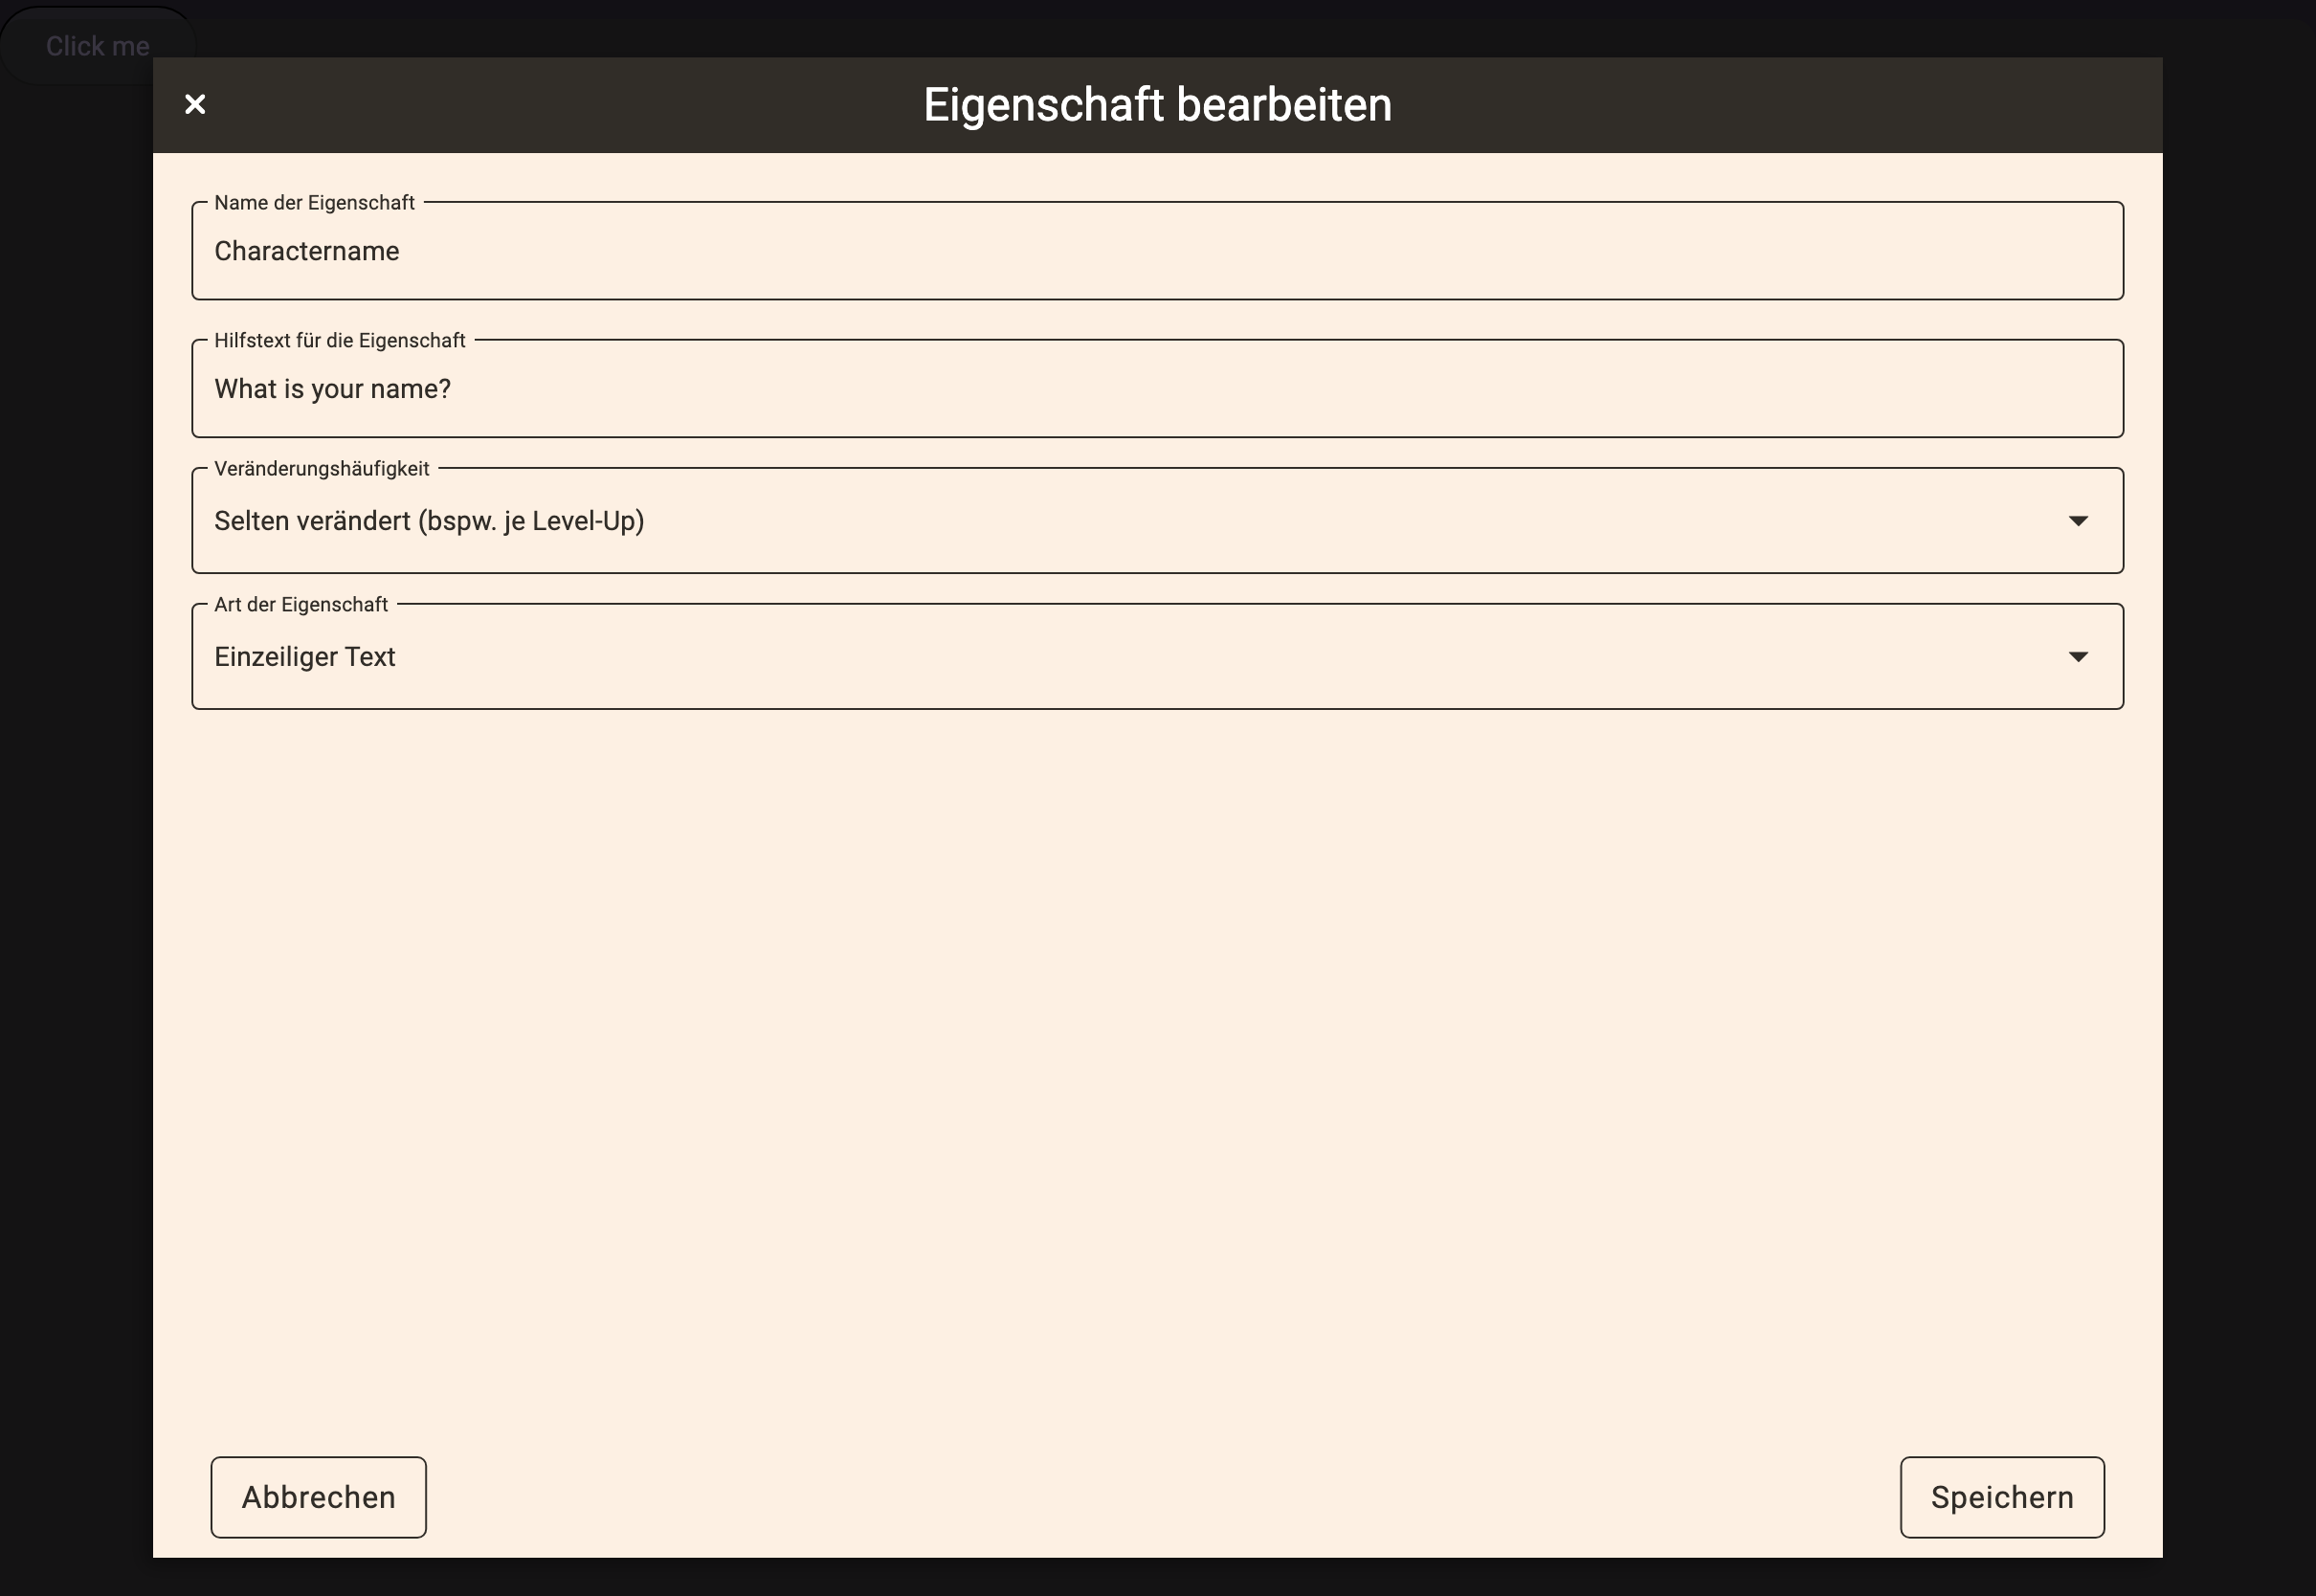 Click me
Eigenschaft bearbeiten
Name der Eigenschaft
Charactername
Hilfstext für die Eigenschaft
What is your name?
Veränderungshäufigkeit
Selten verändert (bspw. je Level-Up)
Art der Eigenschaft
Einzeiliger Text
Abbrechen
Speichern